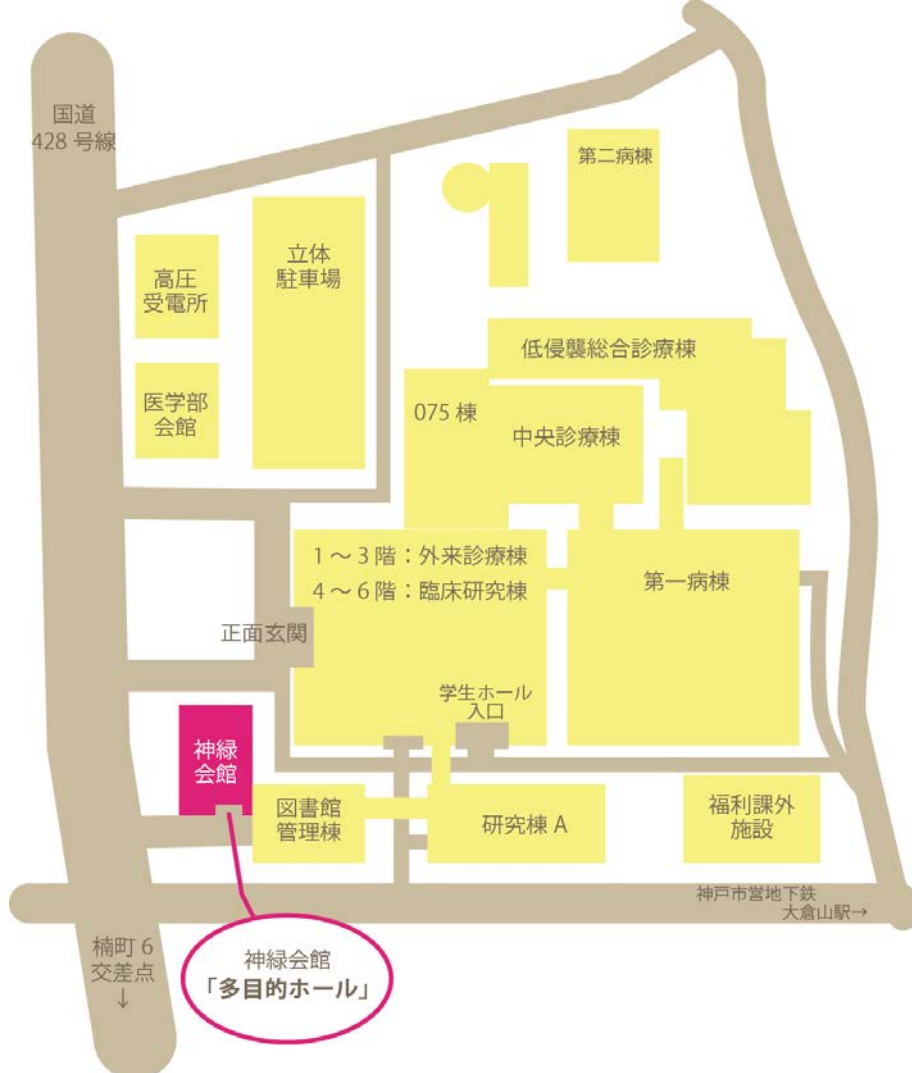 国道
428 号線
第二病棟
立体
駐車場
高圧
受電所
低侵襲総合診療棟
医学部
会館
075 棟
中央診療棟
1 ～ 3 階：外来診療棟
4 ～ 6 階：臨床研究棟
第一病棟
正面玄関
学生ホール
入口
神緑
会館
図書館
管理棟
研究棟 A
福利課外
施設
神戸市営地下鉄
大倉山駅→
楠町 6
交差点
↓
神緑会館
「多目的ホール」